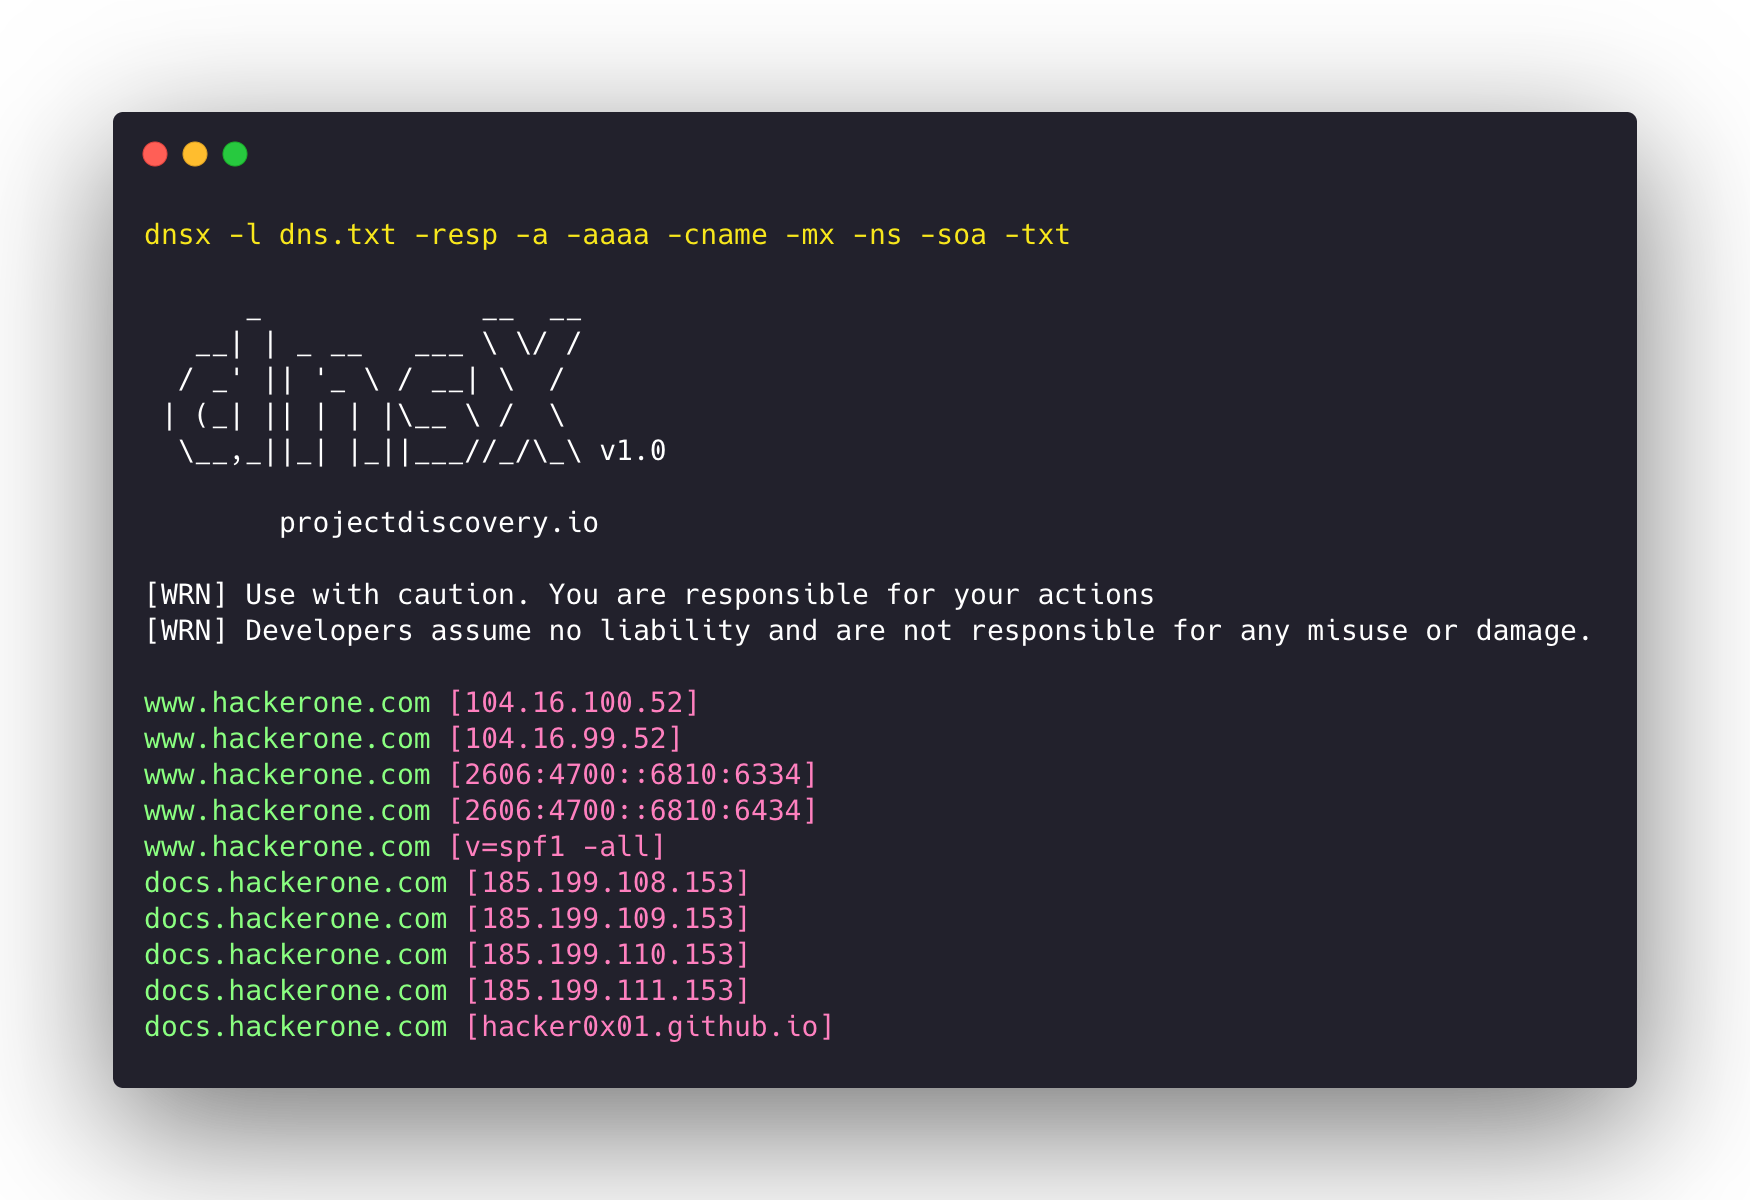 dnsx -l dns.txt -resp -a -aaaa -cname -mx -ns -soa -txt
      _             __  __
   __| | _ __   ___ \ \/ /
  / _' || '_ \ / __| \  /
 | (_| || | | |\__ \ /  \
  \__,_||_| |_||___//_/\_\ v1.0
projectdiscovery.io
[WRN] Use with caution. You are responsible for your actions
[WRN] Developers assume no liability and are not responsible for any misuse or damage.
www.hackerone.com [104.16.100.52]
www.hackerone.com [104.16.99.52]
www.hackerone.com [2606:4700::6810:6334]
www.hackerone.com [2606:4700::6810:6434]
www.hackerone.com [v=spf1 -all]
docs.hackerone.com [185.199.108.153]
docs.hackerone.com [185.199.109.153]
docs.hackerone.com [185.199.110.153]
docs.hackerone.com [185.199.111.153]
docs.hackerone.com [hacker0x01.github.io]